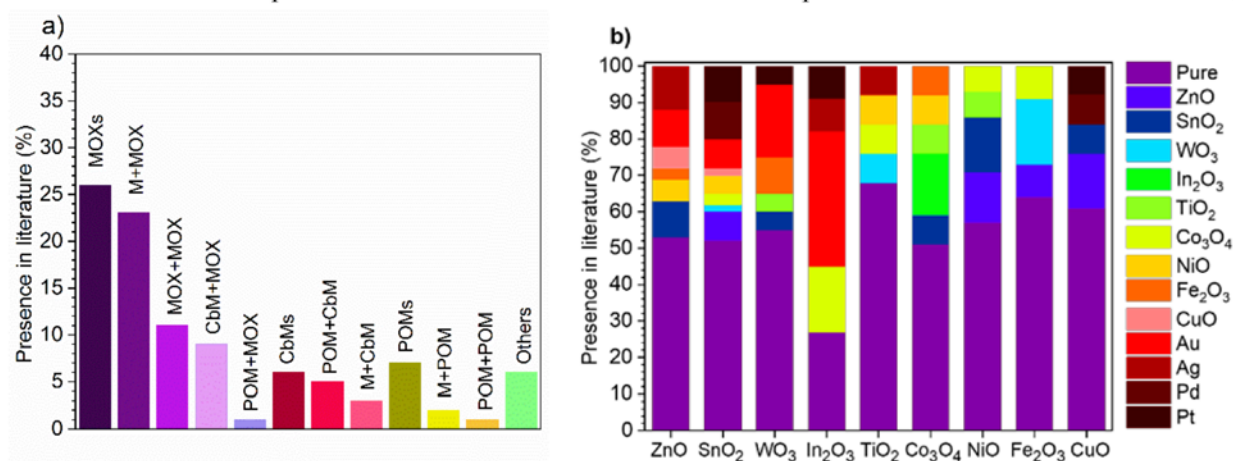 a)
Presence in literature (%)
40
35
30
25
20
15
10
5
0
MOXs
M+MOX
MOX+MOX
CbM+MOX
POM+MOX
CbMs
POM+CbM
M+CbM
POMs
M+POM
POM+POM
Others
b)
Presence in literature (%)
100
90
80
70
60
50
40
30
20
10
0
ZnO SnO₂ WO₃ In₂O₃ TiO₂ Co₃O₄ NiO Fe₂O₃ CuO
Pure
ZnO
SnO₂
WO₃
In₂O₃
TiO₂
Co₃O₄
NiO
Fe₂O₃
CuO
Au
Ag
Pd
Pt